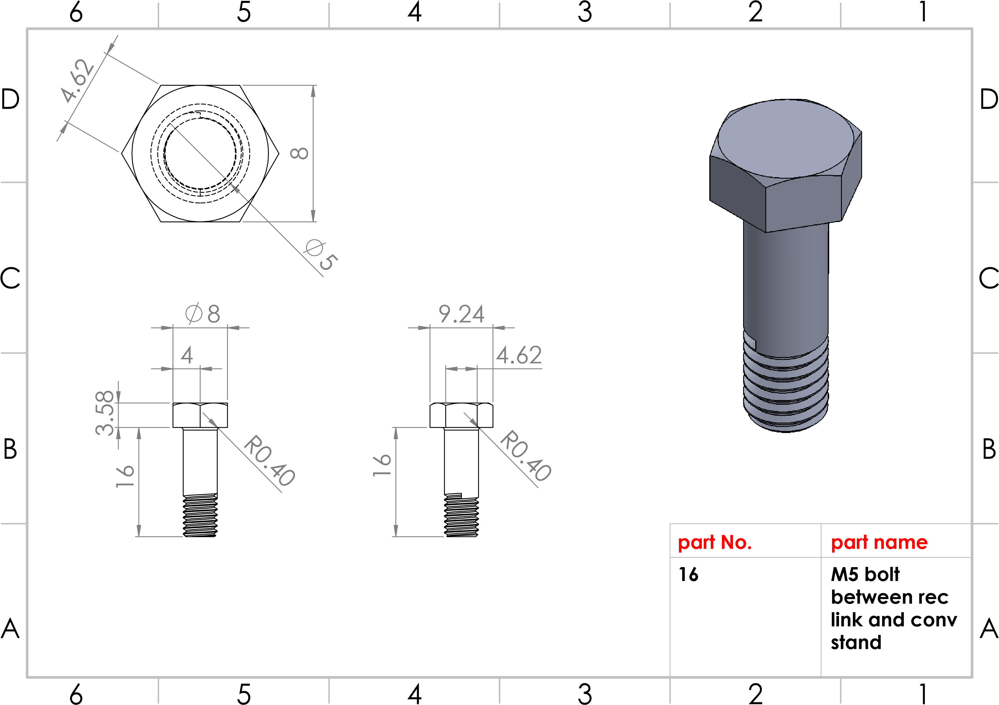 6 5 4 3 2 1
D D
4.62
8
∅5
C C
∅8 9.24
4 4.62
3.58
R0.40 R0.40
B B
16 16
part No. part name
16 M5 bolt
between rec
link and conv
stand
A A
6 5 4 3 2 1